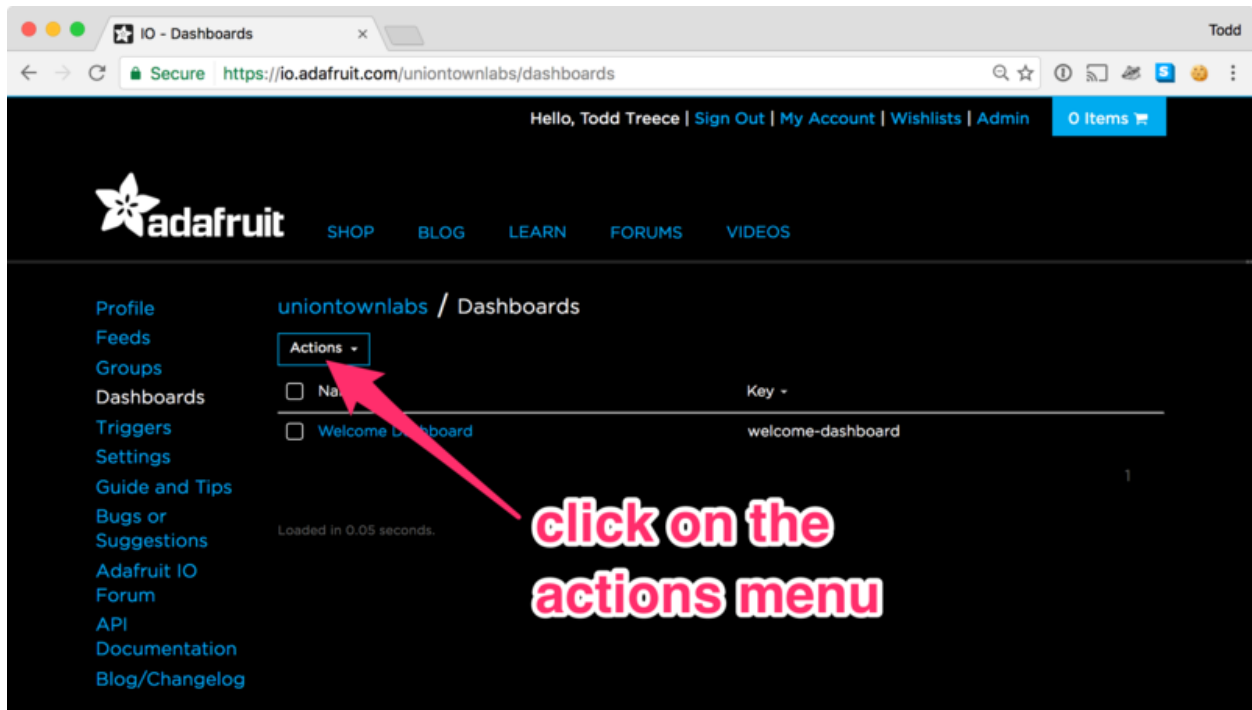 IO - Dashboards
Todd
Secure https://io.adafruit.com/uniontownlabs/dashboards
Hello, Todd Treece | Sign Out | My Account | Wishlists | Admin
0 Items
adafruit
SHOP BLOG LEARN FORUMS VIDEOS
Profile
Feeds
Groups
Dashboards
Triggers
Settings
Guide and Tips
Bugs or
Suggestions
Adafruit IO
Forum
API
Documentation
Blog/Changelog
uniontownlabs / Dashboards
Actions
Key
Welcome
welcome-dashboard
1
Loaded in 0.05 seconds.
click on the
actions menu